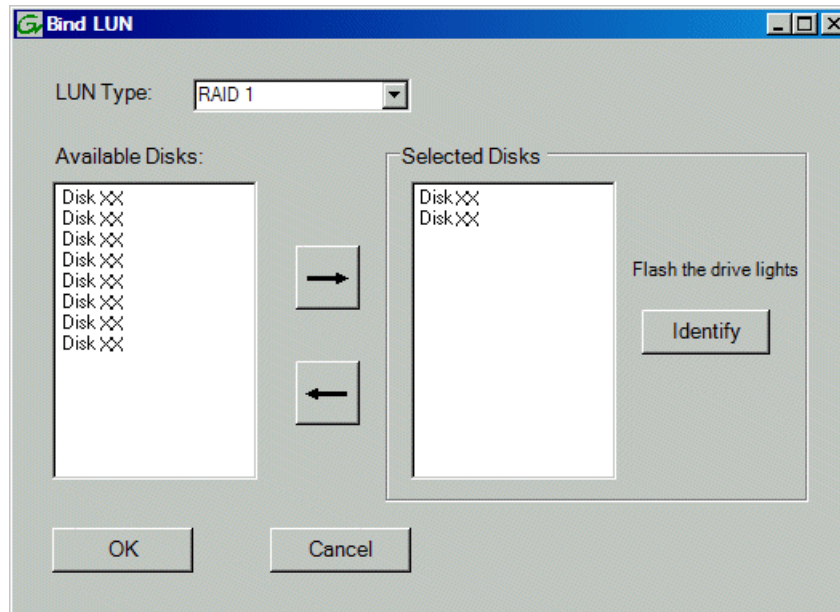 Bind LUN
LUN Type: RAID 1
Available Disks:
Disk XX
Disk XX
Disk XX
Disk XX
Disk XX
Disk XX
Disk XX
Disk XX
Selected Disks
Disk XX
Disk XX
Flash the drive lights
Identify
OK
Cancel